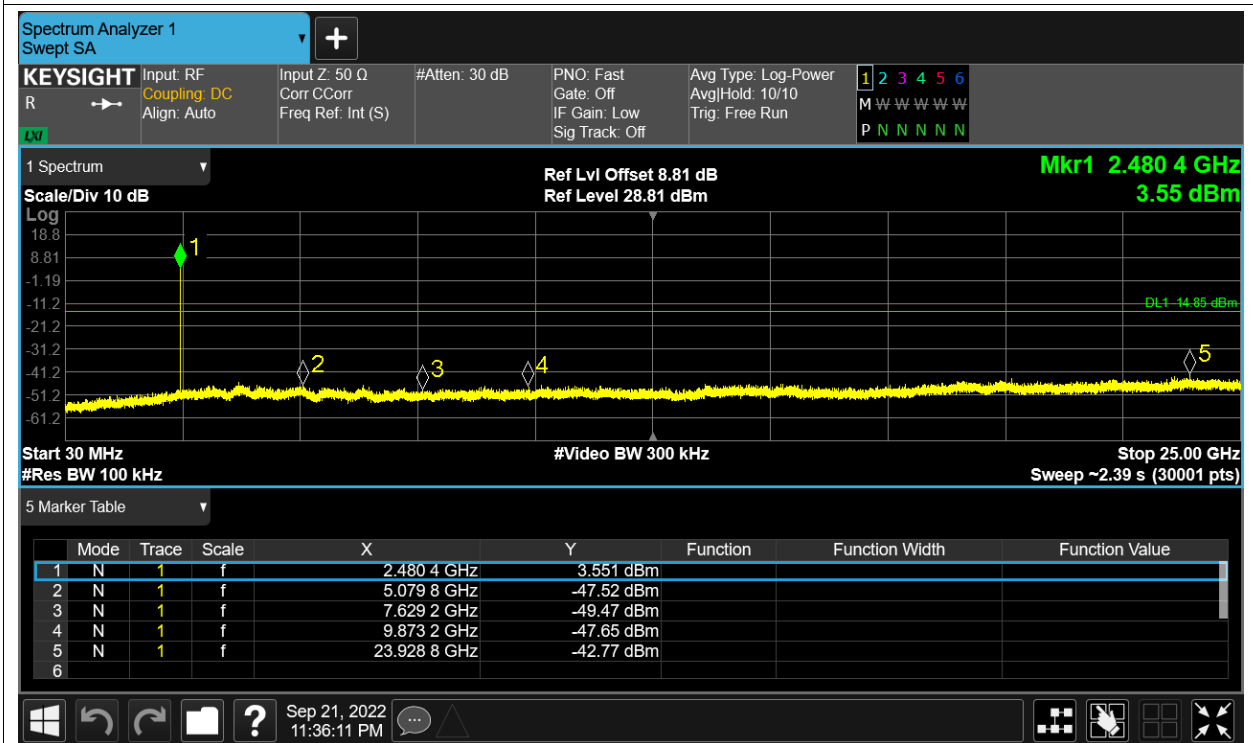 Spectrum Analyzer 1
Swept SA
KEYSIGHT
R
LXI
Input: RF
Coupling: DC
Align: Auto
Input Z: 50 Ω
Corr CCorr
Freq Ref: Int (S)
#Atten: 30 dB
PNO: Fast
Gate: Off
IF Gain: Low
Sig Track: Off
Avg Type: Log-Power
Avg|Hold: 10/10
Trig: Free Run
1 2 3 4 5 6
M W W W W W
P N N N N N
1 Spectrum
Scale/Div 10 dB
Ref Lvl Offset 8.81 dB
Ref Level 28.81 dBm
Mkr1 2.480 4 GHz
3.55 dBm
Log
18.8
8.81
-1.19
-11.2
-21.2
-31.2
-41.2
-51.2
-61.2
1
2
3
4
5
DL1 -14.85 dBm
Start 30 MHz
#Video BW 300 kHz
Stop 25.00 GHz
#Res BW 100 kHz
Sweep ~2.39 s (30001 pts)
5 Marker Table
Mode Trace Scale X Y Function Function Width Function Value
1 N 1 f 2.480 4 GHz 3.551 dBm
2 N 1 f 5.079 8 GHz -47.52 dBm
3 N 1 f 7.629 2 GHz -49.47 dBm
4 N 1 f 9.873 2 GHz -47.65 dBm
5 N 1 f 23.928 8 GHz -42.77 dBm
6
?
Sep 21, 2022
11:36:11 PM